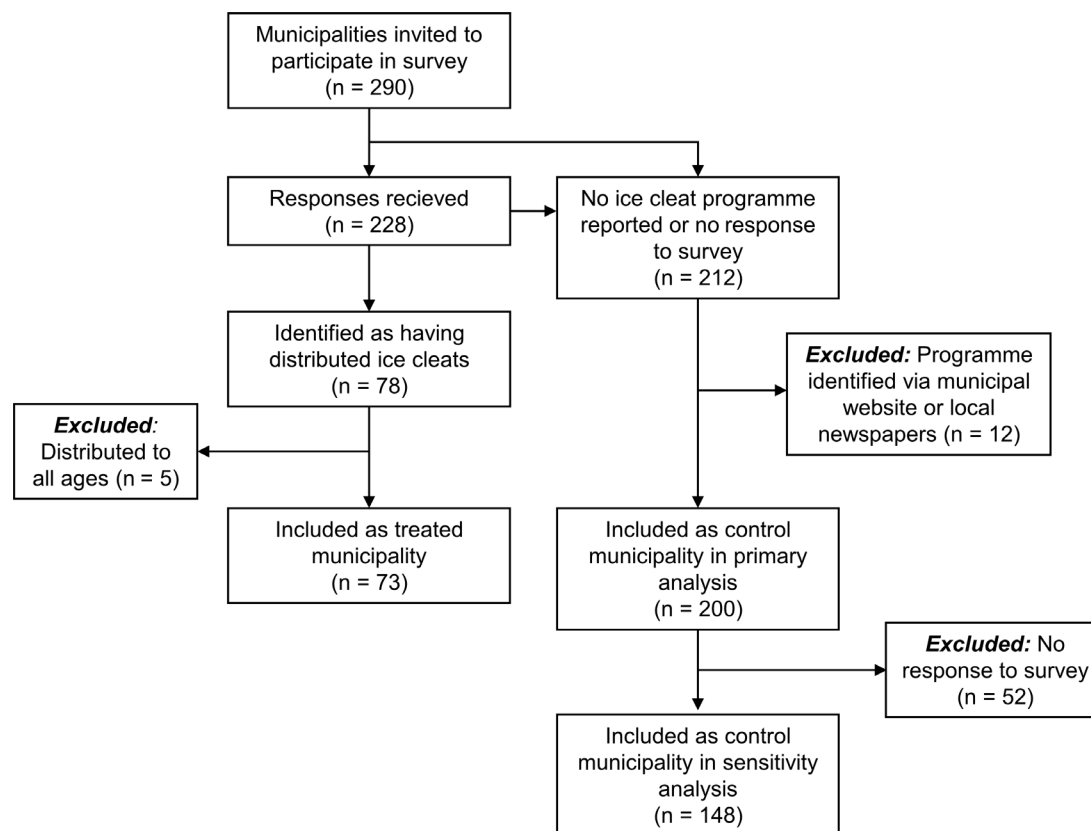 Municipalities invited to
participate in survey
(n = 290)
Responses recieved
(n = 228)
No ice cleat programme
reported or no response
to survey
(n = 212)
Identified as having
distributed ice cleats
(n = 78)
Excluded: Programme
identified via municipal
website or local
newspapers (n = 12)
Excluded:
Distributed to
all ages (n = 5)
Included as treated
municipality
(n = 73)
Included as control
municipality in primary
analysis
(n = 200)
Excluded: No
response to survey
(n = 52)
Included as control
municipality in sensitivity
analysis
(n = 148)